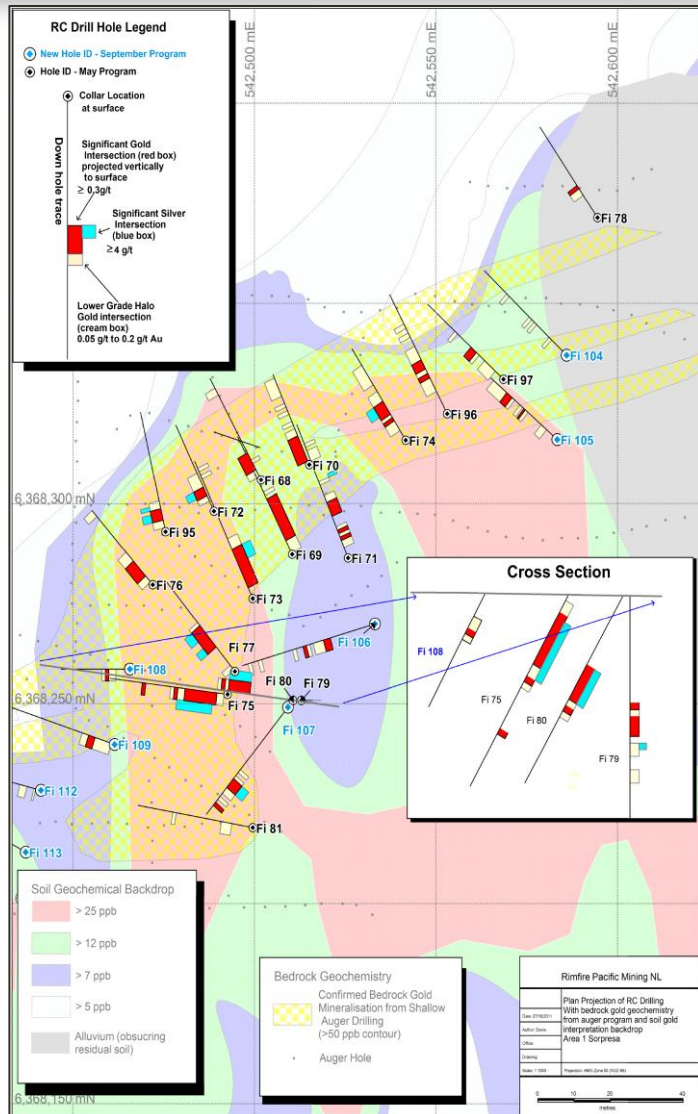 RC Drill Hole Legend
New Hole ID - September Program
Hole ID - May Program
Collar Location
at surface
Down hole trace
Significant Gold
Intersection (red box)
projected vertically
to surface
≥ 0.3g/t
Significant Silver
Intersection
(blue box)
≥4 g/t
Lower Grade Halo
Gold intersection
(cream box)
0.05 g/t to 0.2 g/t Au
542,500 mE
542,550 mE
542,600 mE
Fi 78
Fi 104
Fi 97
Fi 96
Fi 105
Fi 74
Fi 70
Fi 68
6,368,300 mN
Fi 72
Fi 95
Fi 69
Fi 71
Fi 76
Fi 73
Fi 77
Fi 106
Fi 108
Fi 80
Fi 79
Fi 75
6,368,250 mN
Fi 107
Fi 109
Fi 112
Fi 81
Fi 113
Cross Section
Fi 108
Fi 75
Fi 80
Fi 79
Soil Geochemical Backdrop
> 25 ppb
> 12 ppb
> 7 ppb
> 5 ppb
Alluvium (obsucring
residual soil)
Bedrock Geochemistry
Confirmed Bedrock Gold
Mineralisation from Shallow
Auger Drilling
(>50 ppb contour)
Auger Hole
Rimfire Pacific Mining NL
Plan Projection of RC Drilling
With bedrock gold geochemistry
from auger program and soil gold
interpretation backdrop
Area 1 Sorpresa
Office:
Drawing:
0 20 40
metres
6,368,150 mN